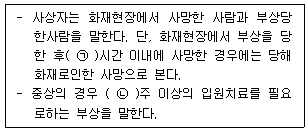 - 사상자는 화재현장에서 사망한 사람과 부상당
한사람을 말한다. 단. 화재현장에서 부상을 당
한 후( ㉠ )시간 이내에 사망한 경우에는 당해
화재로인한 사망으로 본다.
- 중상의 경우 ( ㉡ )주 이상의 입원치료를 필요
로하는 부상을 말한다.